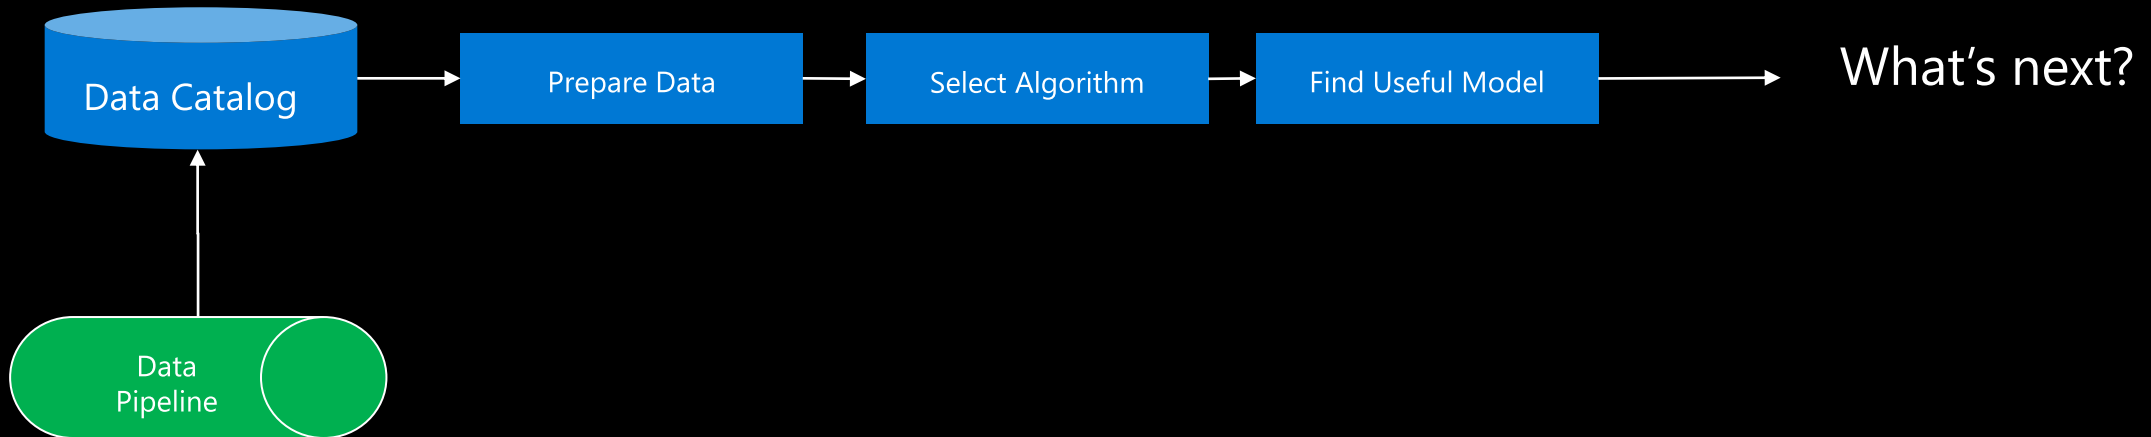 Data Catalog
Prepare Data
Select Algorithm
Find Useful Model
What's next?
Data
Pipeline